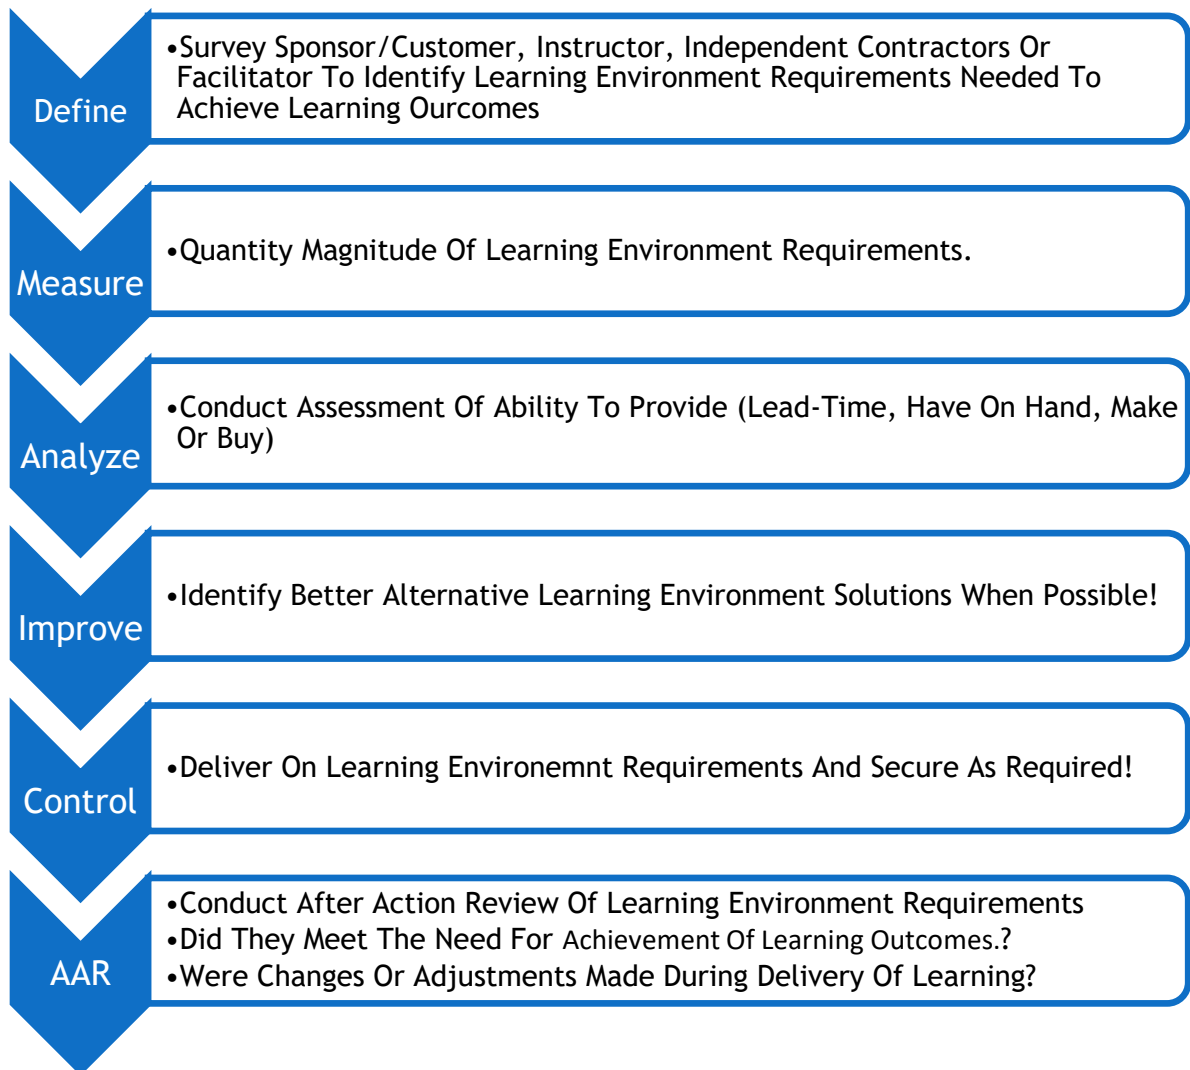 Define
•Survey Sponsor/Customer, Instructor, Independent Contractors Or
Facilitator To Identify Learning Environment Requirements Needed To
Achieve Learning Ourcomes
Measure
•Quantity Magnitude Of Learning Environment Requirements.
Analyze
•Conduct Assessment Of Ability To Provide (Lead-Time, Have On Hand, Make
Or Buy)
Improve
•Identify Better Alternative Learning Environment Solutions When Possible!
Control
•Deliver On Learning Environemnt Requirements And Secure As Required!
AAR
•Conduct After Action Review Of Learning Environment Requirements
•Did They Meet The Need For Achievement Of Learning Outcomes.?
•Were Changes Or Adjustments Made During Delivery Of Learning?